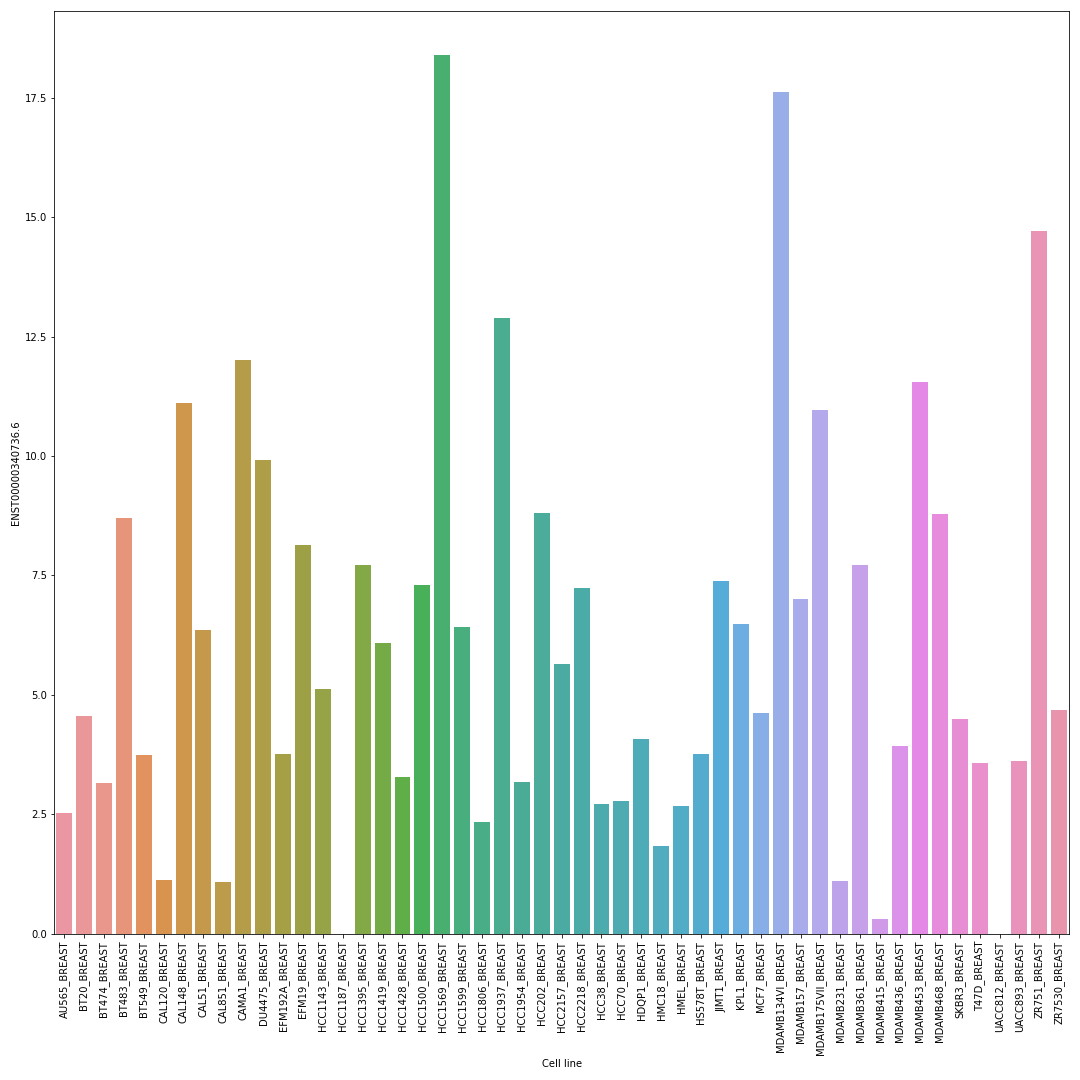 17.5
15.0
12.5
10.0
7.5
5.0
2.5
0.0
ENST00000340736.6
AU565_BREAST
BT20_BREAST
BT474_BREAST
BT483_BREAST
BT549_BREAST
CAL120_BREAST
CAL148_BREAST
CAL51_BREAST
CAL851_BREAST
CAMA1_BREAST
DU4475_BREAST
EFM192A_BREAST
EFM19_BREAST
HCC1143_BREAST
HCC1187_BREAST
HCC1395_BREAST
HCC1419_BREAST
HCC1428_BREAST
HCC1500_BREAST
HCC1569_BREAST
HCC1599_BREAST
HCC1806_BREAST
HCC1937_BREAST
HCC1954_BREAST
HCC202_BREAST
HCC2157_BREAST
HCC2218_BREAST
HCC38_BREAST
HCC70_BREAST
HDQP1_BREAST
HMC18_BREAST
HMEL_BREAST
HS578T_BREAST
JIMT1_BREAST
KPL1_BREAST
MCF7_BREAST
MDAMB134VI_BREAST
MDAMB157_BREAST
MDAMB175VII_BREAST
MDAMB231_BREAST
MDAMB361_BREAST
MDAMB415_BREAST
MDAMB436_BREAST
MDAMB453_BREAST
MDAMB468_BREAST
SKBR3_BREAST
T47D_BREAST
UACC812_BREAST
UACC893_BREAST
ZR751_BREAST
ZR7530_BREAST
Cell line